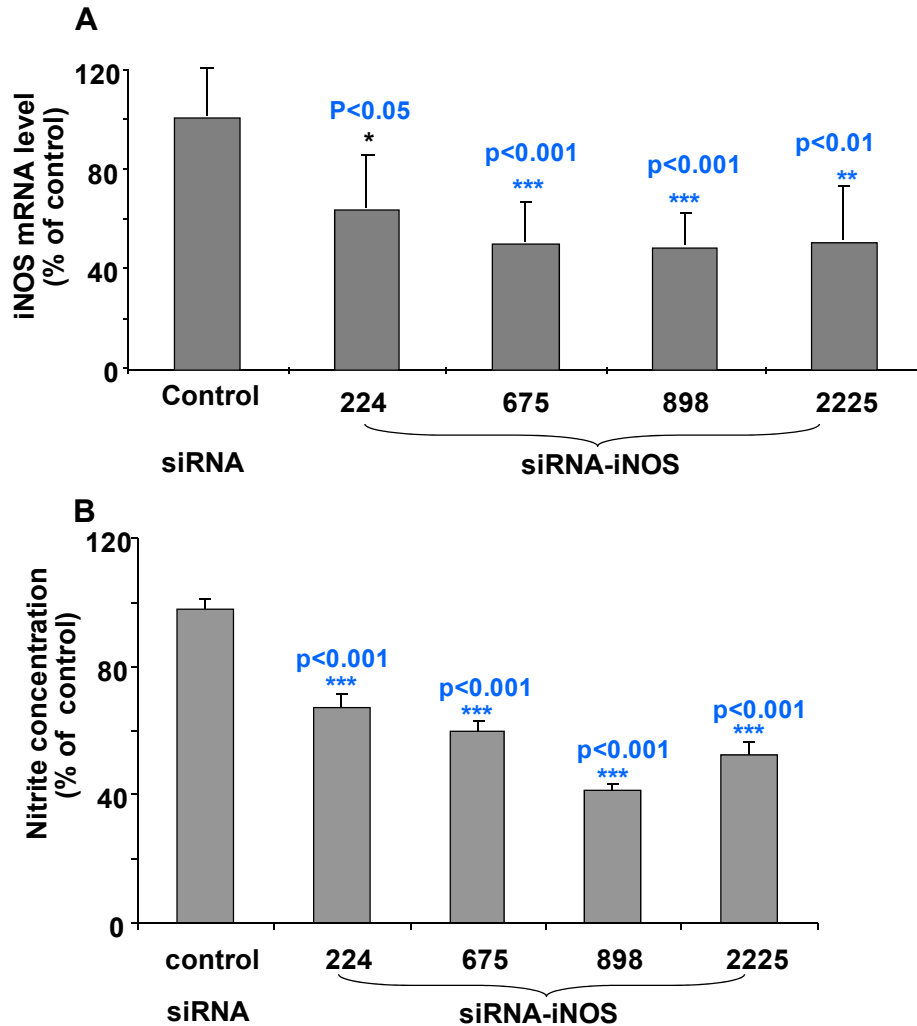 A
iNOS mRNA level
(% of control)
120
80
40
0
P<0.05
*
p<0.001
***
p<0.001
***
p<0.01
**
Control
224
675
898
2225
siRNA
siRNA-iNOS
B
Nitrite concentration
(% of control)
120
80
40
0
p<0.001
***
p<0.001
***
p<0.001
***
p<0.001
***
control
224
675
898
2225
siRNA
siRNA-iNOS